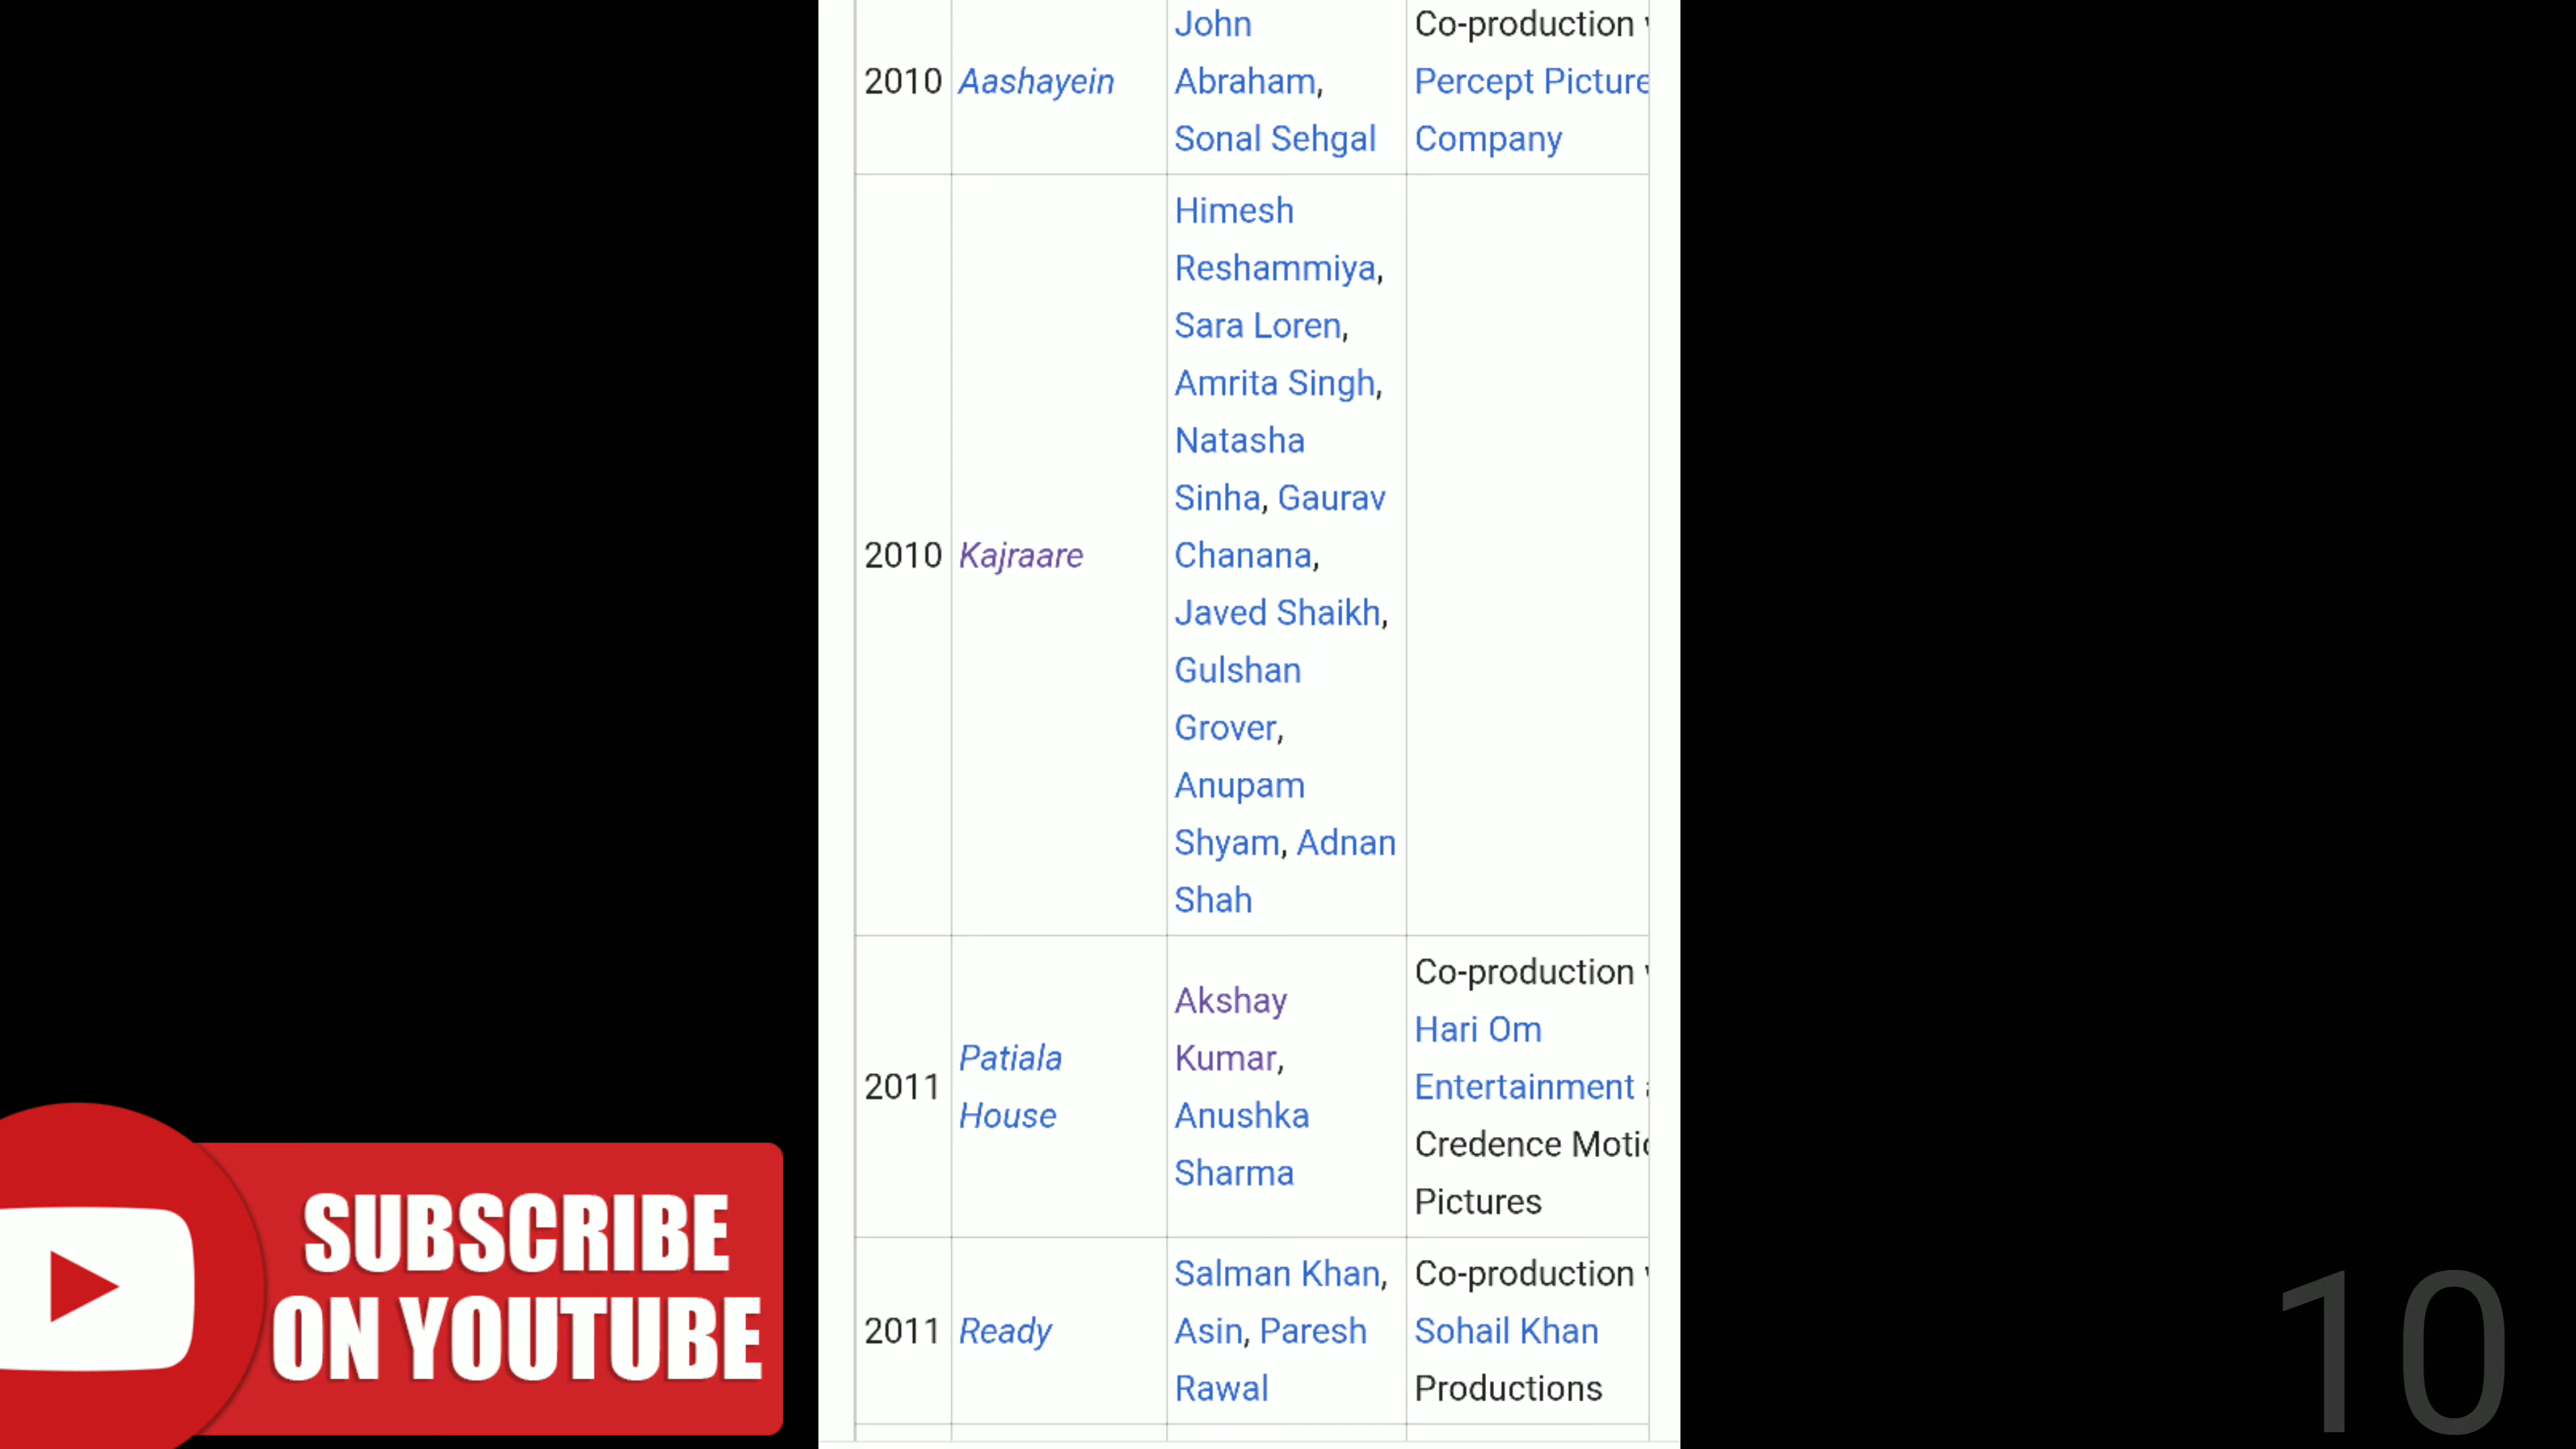 John
Co-production
2010 Aashayein Abraham, Percept Picture
Sonal Sehgal Company
Himesh
Reshammiya,
Sara Loren,
Amrita Singh,
Natasha
Sinha, Gaurav
2010 Kajraare Chanana,
Javed Shaikh,
Gulshan
Grover,
Anupam
Shyam, Adnan
Shah
2011 Patiala House
Akshay
Kumar,
Anushka
Sharma
Co-production
Hari Om
Entertainment
Credence
Pictures
2011 Ready
Salman Khan,
Asin, Paresh
Rawal
Co-production
Sohail Khan
Productions
SUBSCRIBE
ON YOUTUBE
10